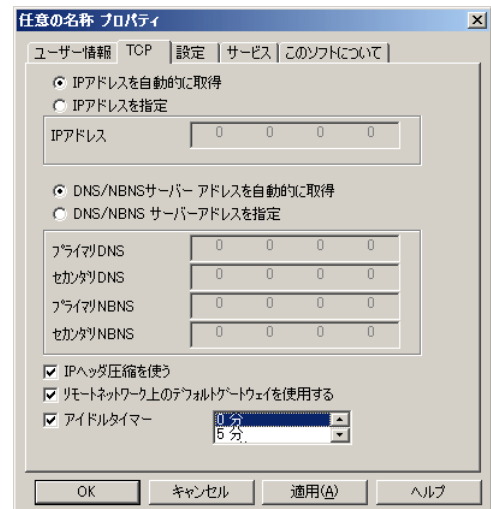 任意の名称 プロパティ
ユーザー情報 TCP 設定 サービス このソフトについて
IPアドレスを自動的に取得
IPアドレスを指定
IPアドレス 0 0 0 0
DNS/NBNSサーバー アドレスを自動的に取得
DNS/NBNS サーバーアドレスを指定
プライマリDNS 0 0 0 0
セカンダリDNS 0 0 0 0
プライマリNBNS 0 0 0 0
セカンダリNBNS 0 0 0 0
IPヘッダ圧縮を使う
リモートネットワーク上のデフォルトゲートウェイを使用する
アイドルタイマー 0 分
5 分
OK キャンセル 適用(A) ヘルプ